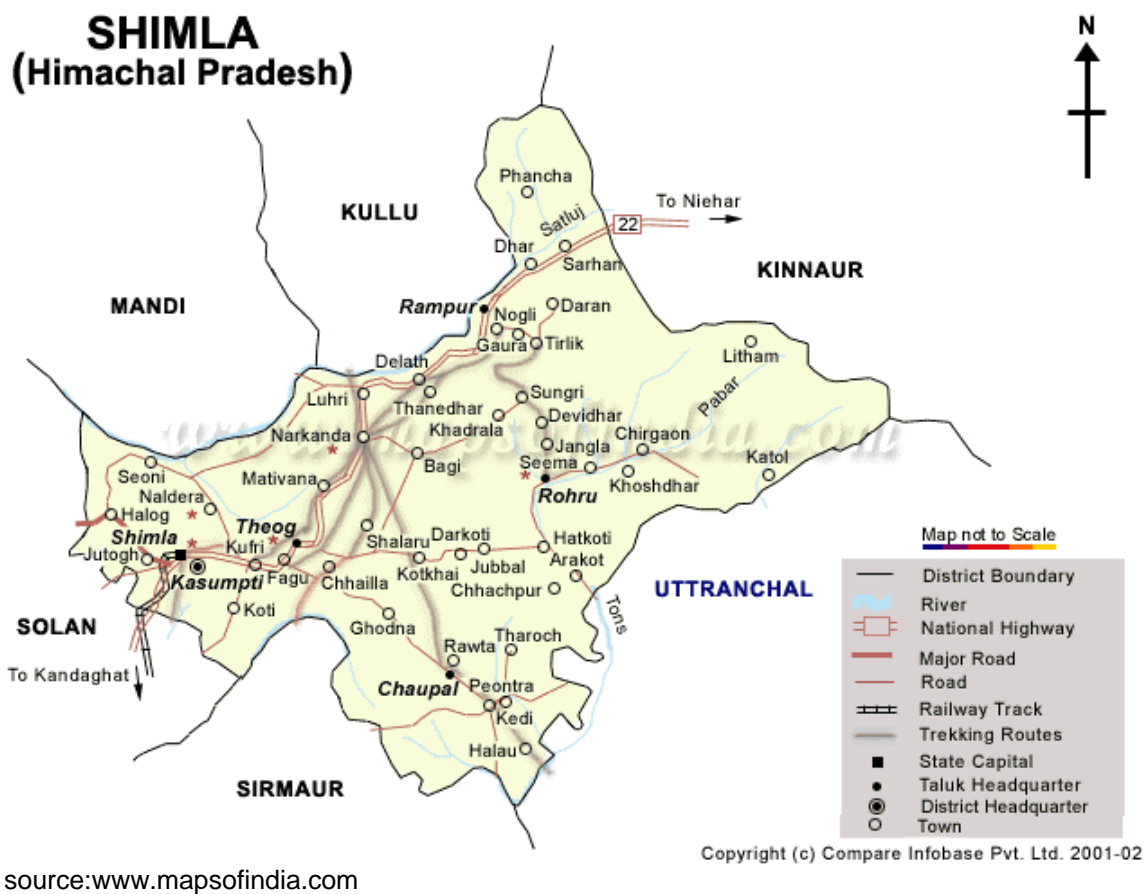 SHIMLA
(Himachal Pradesh)
N
Phancha
KULLU
To Niehar
Satluj
22
Dhar
Sarhan
KINNAUR
MANDI
Rampur
Nogli
Daran
Gaura
Tirlik
Litham
Delath
Luhri
Thanedhar
Sungri
Pabar
Khadrala
Devidhar
www.mapsofindia.com
Narkanda
Jangla
Chirgaon
Bagi
Seema
Katol
Seoni
Mativana
Khoshdhar
Naldera
Rohru
Halog
Theog
Shimla
Kufri
Shalaru
Darkoti
Hatkoti
Jutogh
Kasumpti
Fagu
Chhailla
Kotkhai
Jubbal
Arakot
Chhachpur
UTTRANCHAL
Koti
Ghodna
Tons
SOLAN
Rawta
Tharoch
To Kandaghat
Chaupal
Peontra
Kedi
Halau
SIRMAUR
Map not to Scale
District Boundary
River
National Highway
Major Road
Road
Railway Track
Trekking Routes
State Capital
Taluk Headquarter
District Headquarter
Town
Copyright (c) Compare Infobase Pvt. Ltd. 2001-02
source:www.mapsofindia.com